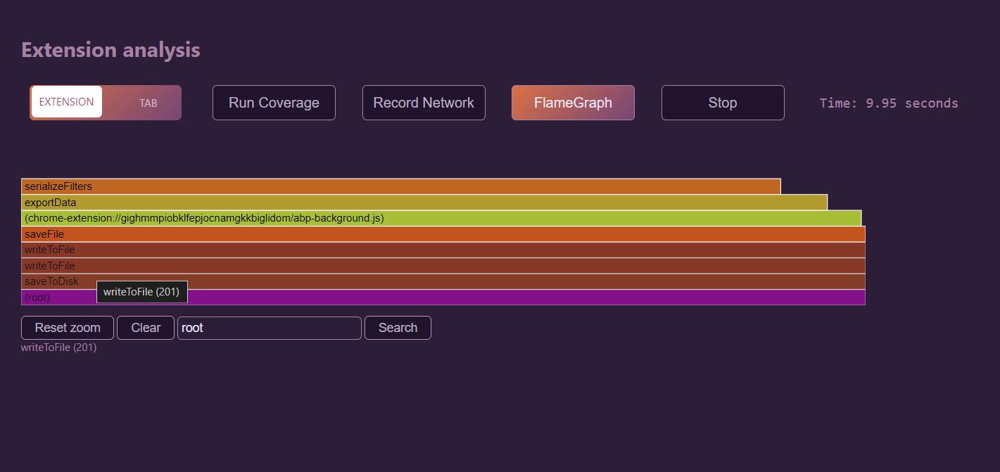 Extension analysis
EXTENSION TAB Run Coverage Record Network FlameGraph Stop Time: 9.95 seconds
serializeFilters
exportData
(chrome-extension://gighmmpiobklfepjocnamgkkbiglidom/abp-background.js)
saveFile
writeToFile
writeToFile
saveToDisk
writeToFile (201)
(root)
Reset zoom Clear root Search
writeToFile (201)